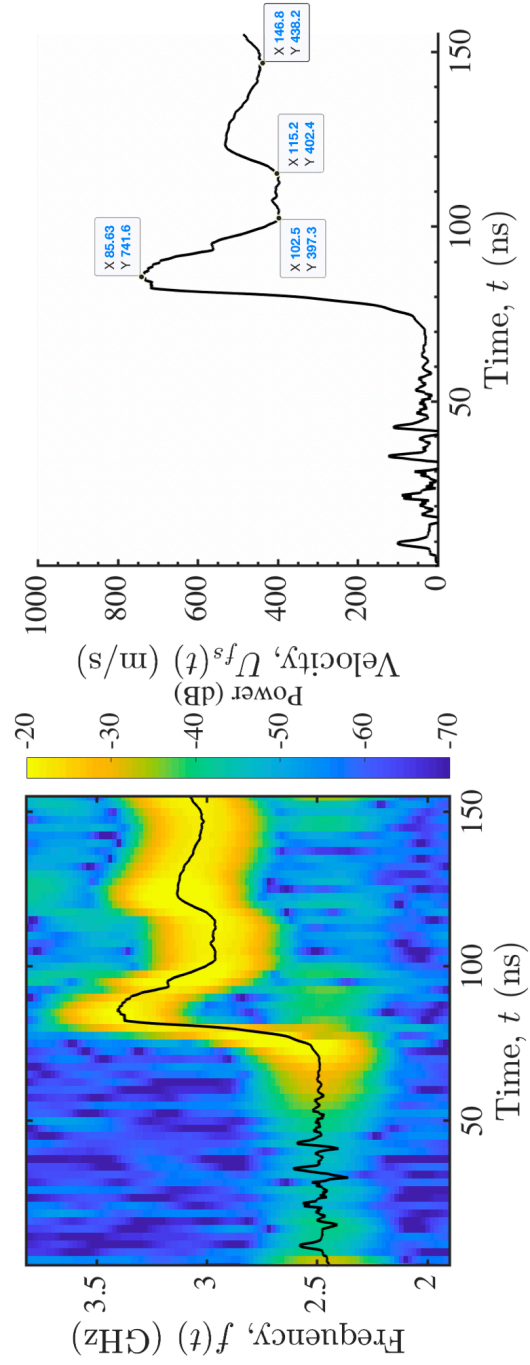 Frequency, f(t) (GHz)
3.5
3
2.5
2
50
100
150
Time, t (ns)
Power (dB)
-20
-30
-40
-50
-60
-70
Velocity, U_fs(t) (m/s)
1000
800
600
400
200
0
50
100
150
Time, t (ns)
X 85.63
Y 741.6
X 102.5
Y 397.3
X 115.2
Y 402.4
X 146.8
Y 438.2